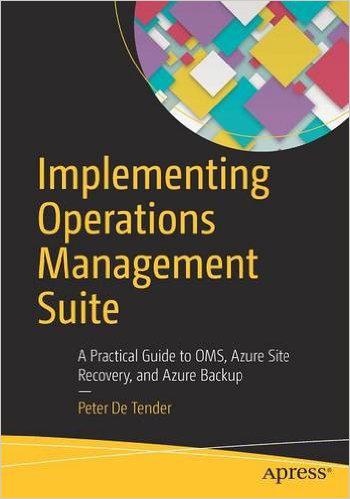 Implementing
Operations
Management
Suite
A Practical Guide to OMS, Azure Site
Recovery, and Azure Backup
—
Peter De Tender
Apress®